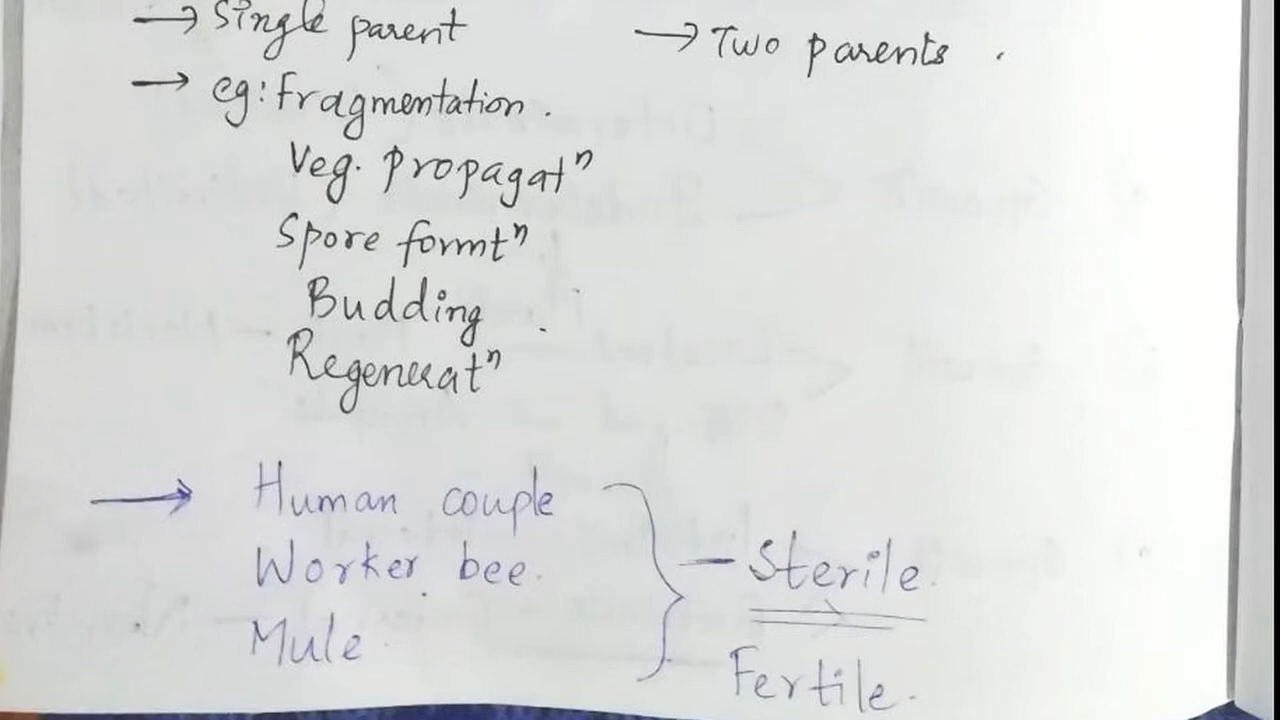 → Single parent → Two parents.
→ eg: fragmentation.
Veg. propagatⁿ
Spore formtⁿ
Budding
Regeneratⁿ
→ Human couple
Worker bee.
Mule
} — Sterile.
Fertile.